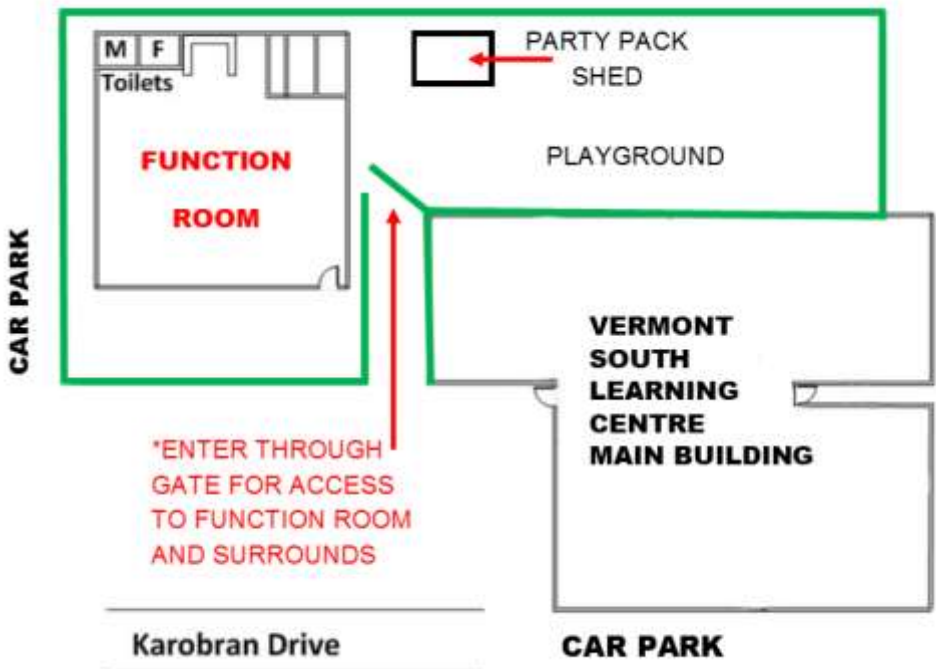 M F
Toilets
PARTY PACK
SHED
PLAYGROUND
FUNCTION
ROOM
CAR PARK
VERMONT
SOUTH
LEARNING
CENTRE
MAIN BUILDING
*ENTER THROUGH
GATE FOR ACCESS
TO FUNCTION ROOM
AND SURROUNDS
Karobran Drive
CAR PARK